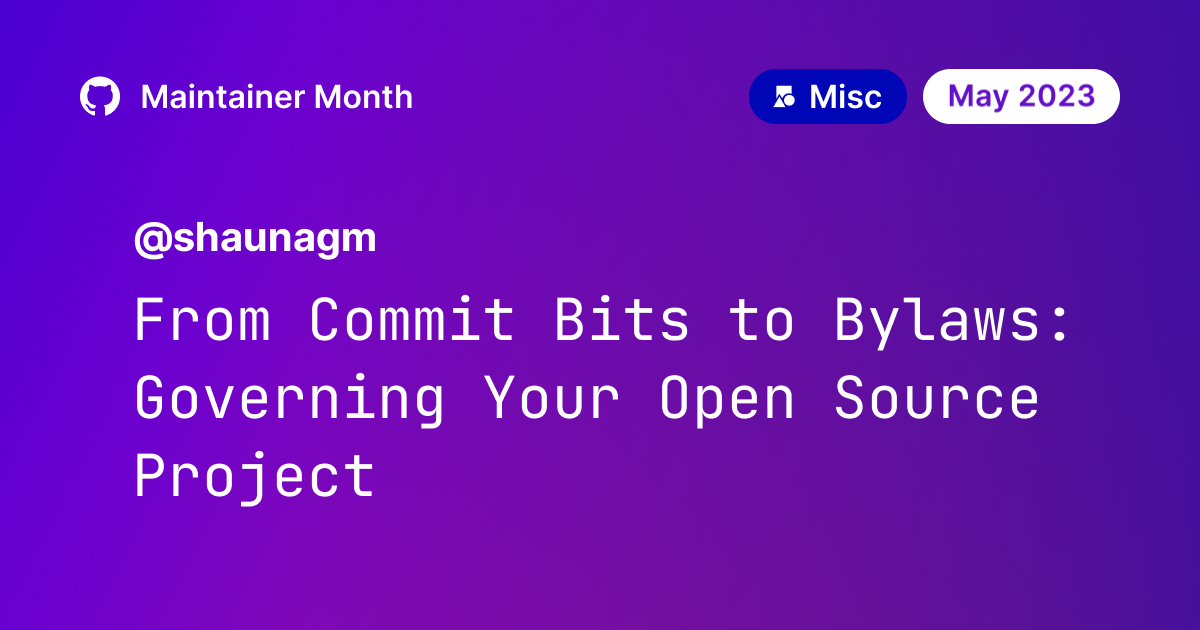 Maintainer Month
Misc
May 2023
@shaunagm
From Commit Bits to Bylaws:
Governing Your Open Source
Project